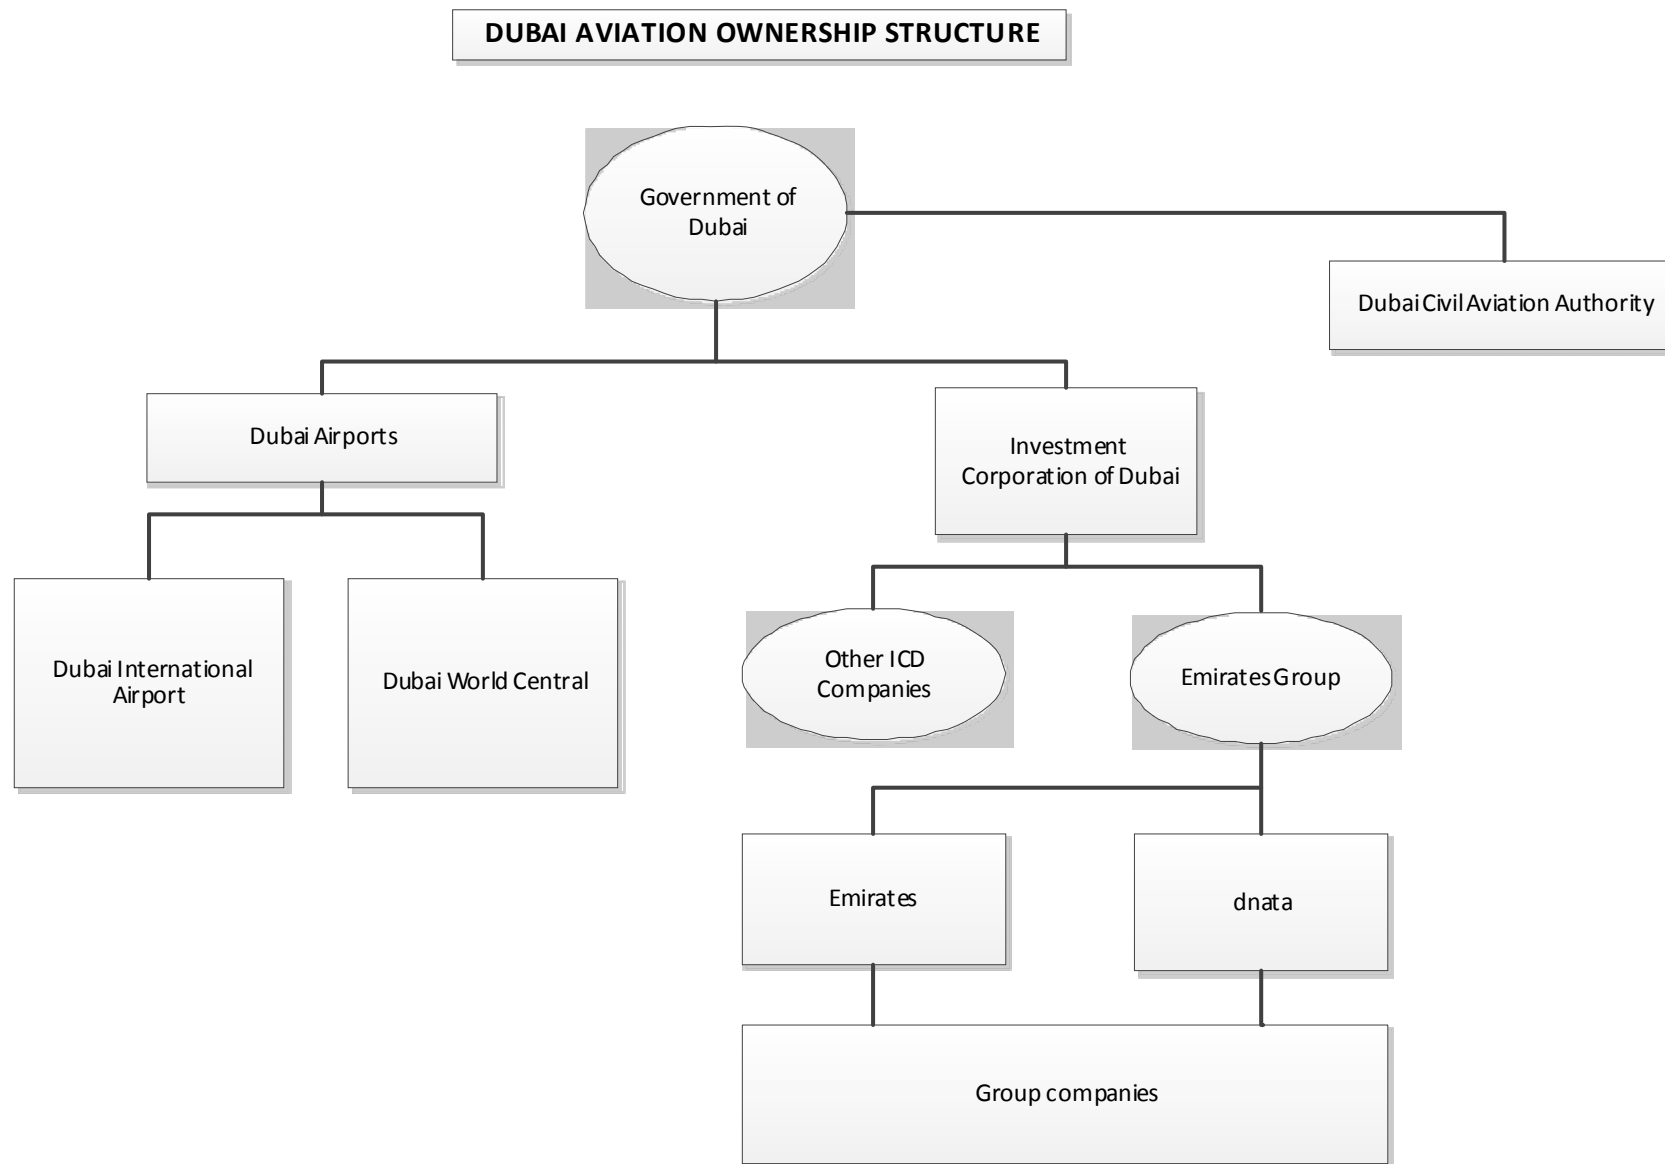 DUBAI AVIATION OWNERSHIP STRUCTURE
Government of
Dubai
Dubai Civil Aviation Authority
Dubai Airports
Investment
Corporation of Dubai
Dubai International
Airport
Dubai World Central
Other ICD
Companies
Emirates Group
Emirates
dnata
Group companies